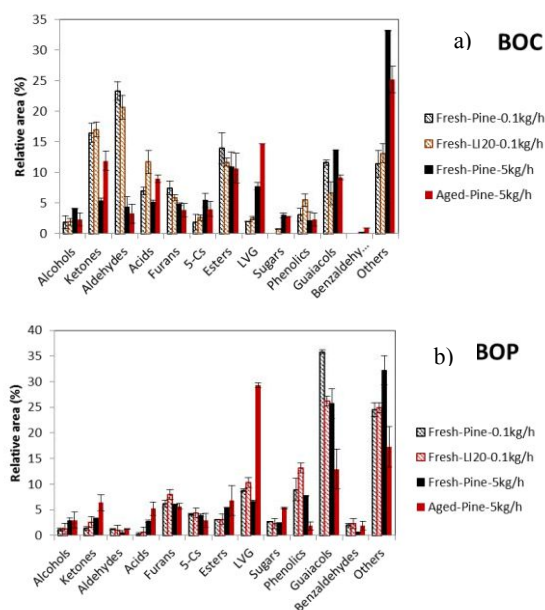 a) BOC
Relative area (%)
35
30
25
20
15
10
5
0
Alcohols
Ketones
Aldehydes
Acids
Furans
5-Cs
Esters
LVG
Sugars
Phenolics
Guaiacols
Benzaldehy...
Others
Fresh-Pine-0.1kg/h
Fresh-LI20-0.1kg/h
Fresh-Pine-5kg/h
Aged-Pine-5kg/h
b) BOP
Relative area (%)
40
35
30
25
20
15
10
5
0
Alcohols
Ketones
Aldehydes
Acids
Furans
5-Cs
Esters
LVG
Sugars
Phenolics
Guaiacols
Benzaldehydes
Others
Fresh-Pine-0.1kg/h
Fresh-LI20-0.1kg/h
Fresh-Pine-5kg/h
Aged-Pine-5kg/h